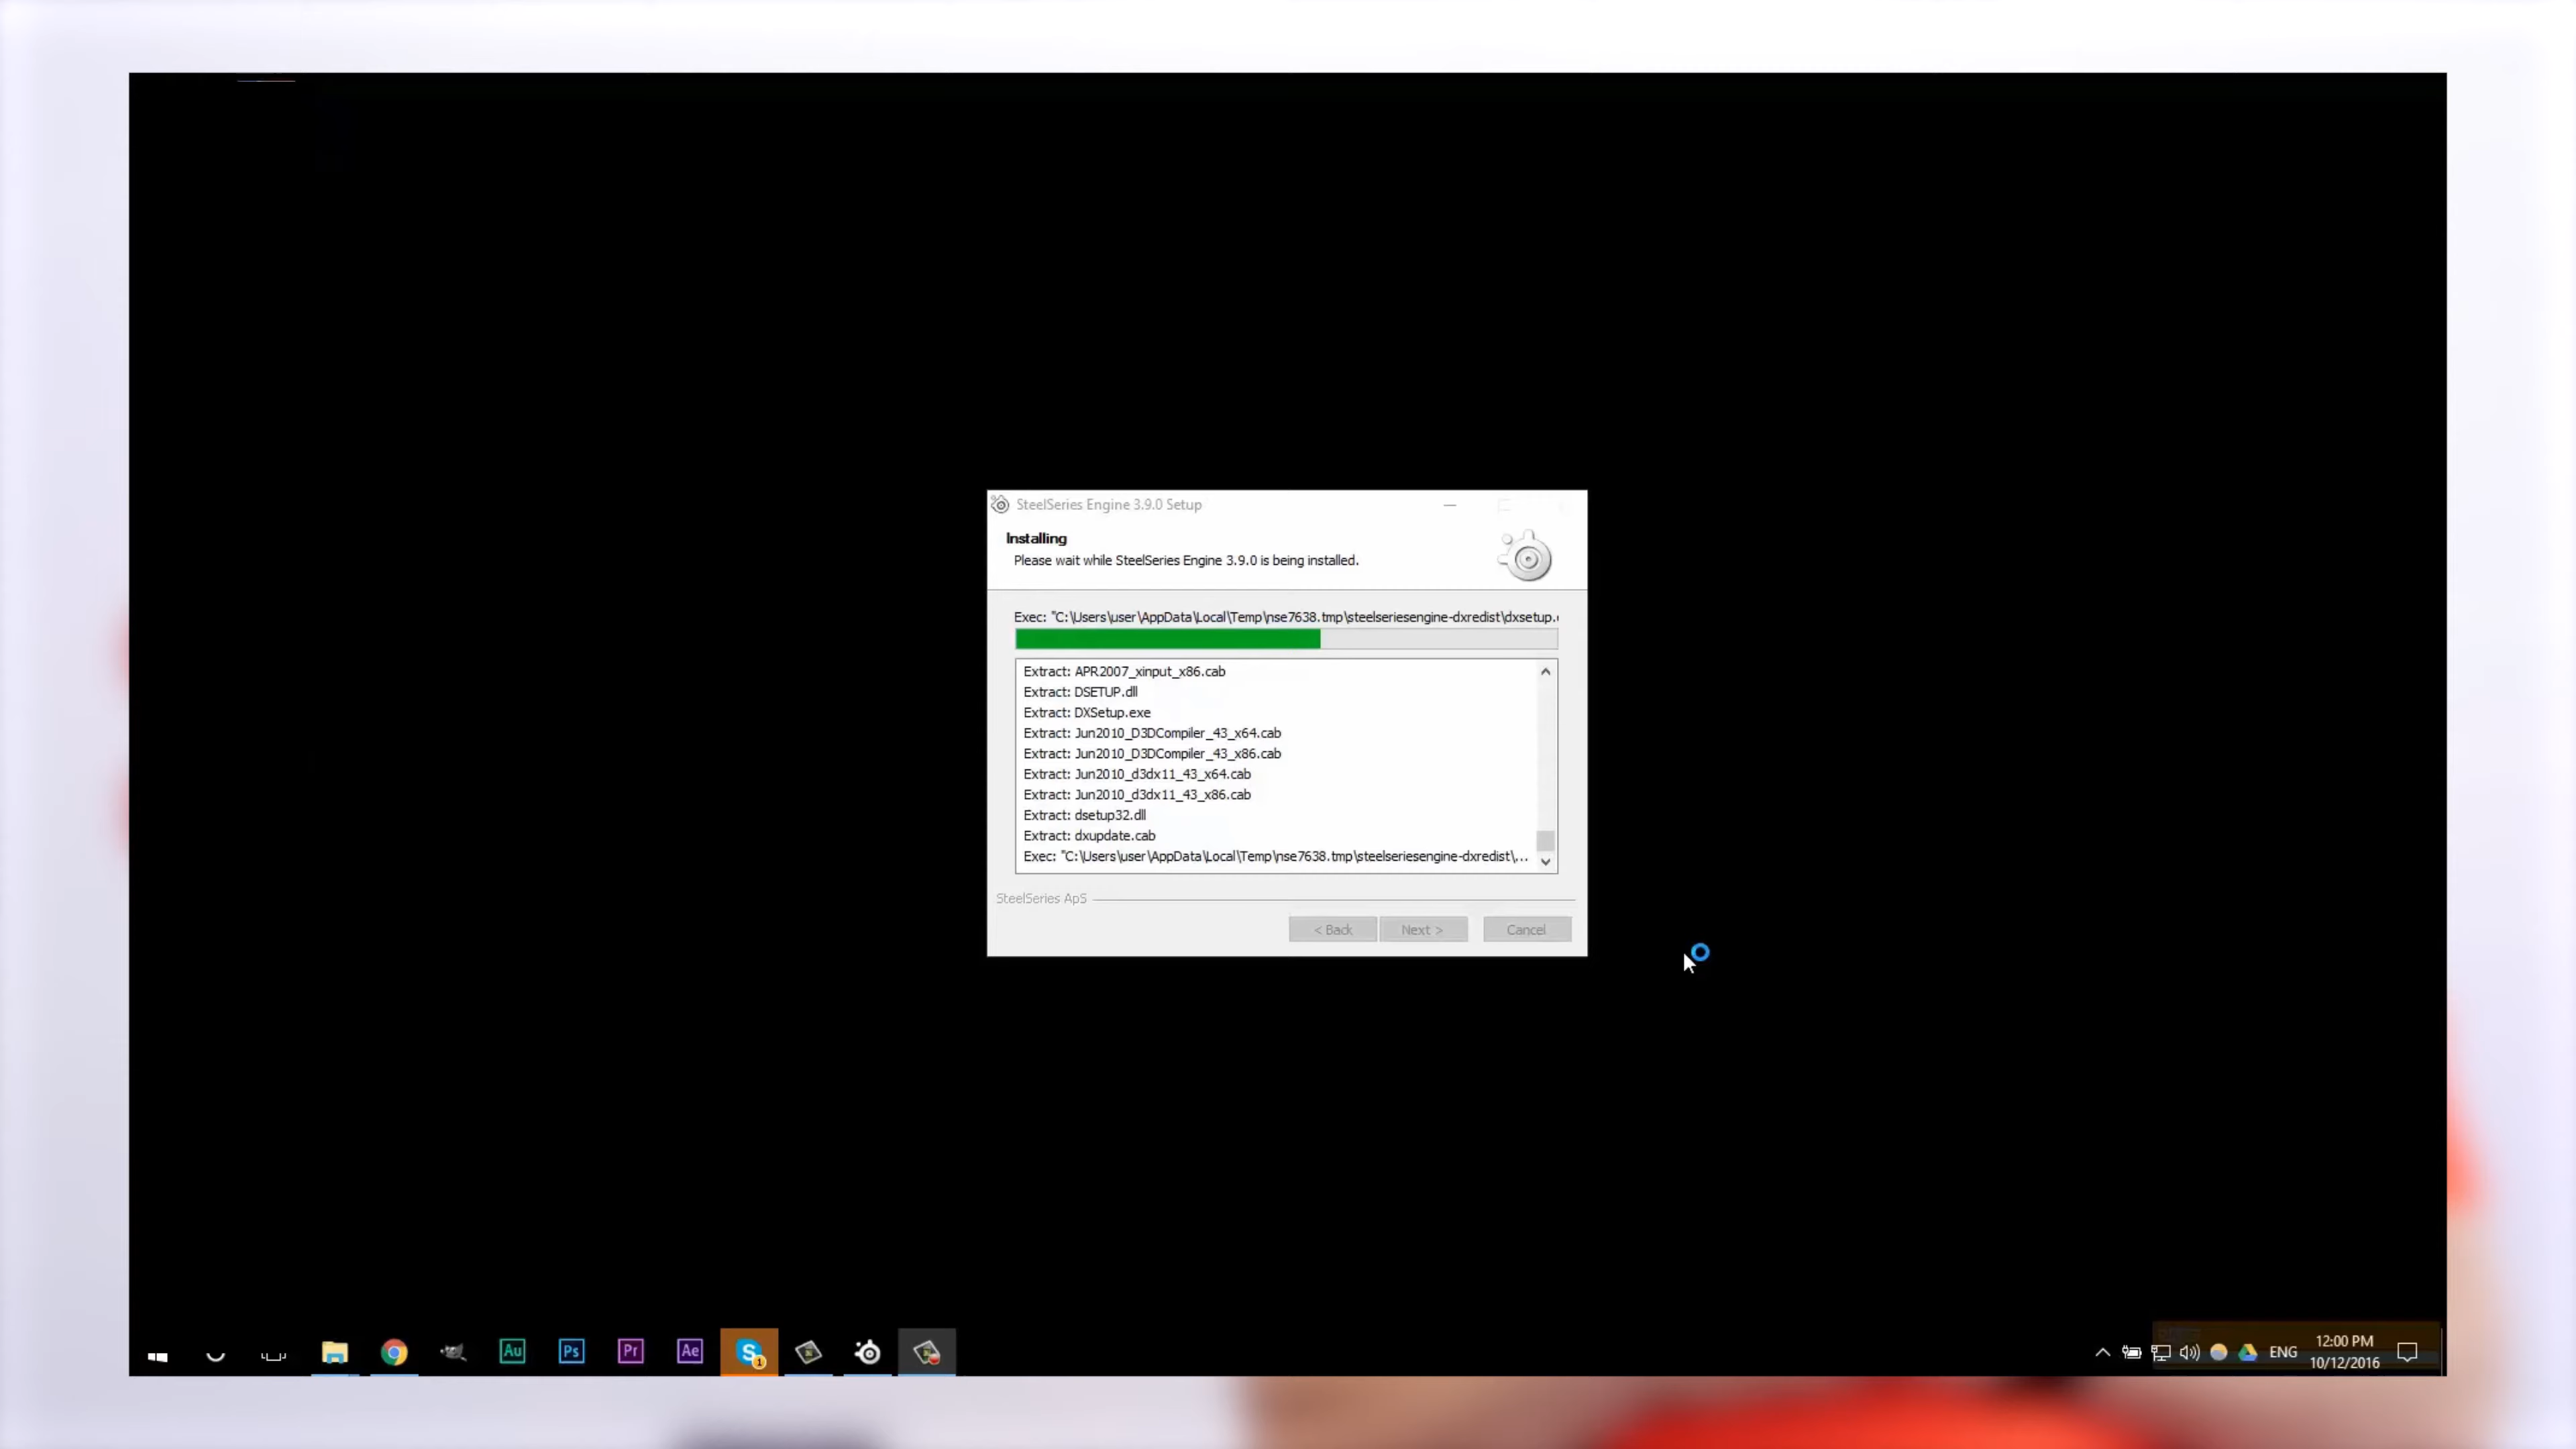 SteelSeries Engine 3.9.0 Setup
Installing
Please wait while SteelSeries Engine 3.9.0 is being installed.
Exec: "C:\Users\user\AppData\Local\Temp\nse7638.tmp\steelseriesengine-dxredist\dxsetup.
Extract: APR2007_xinput_x86.cab
Extract: DSETUP.dll
Extract: DXSetup.exe
Extract: Jun2010_D3DCompiler_43_x64.cab
Extract: Jun2010_D3DCompiler_43_x86.cab
Extract: Jun2010_d3dx11_43_x64.cab
Extract: Jun2010_d3dx11_43_x86.cab
Extract: dsetup32.dll
Extract: dxupdate.cab
Exec: "C:\Users\user\AppData\Local\Temp\nse7638.tmp\steelseriesengine-dxredist\...
SteelSeries ApS
< Back Next > Cancel
Au Ps Pr Ae S 1
ENG
12:00 PM
10/12/2016